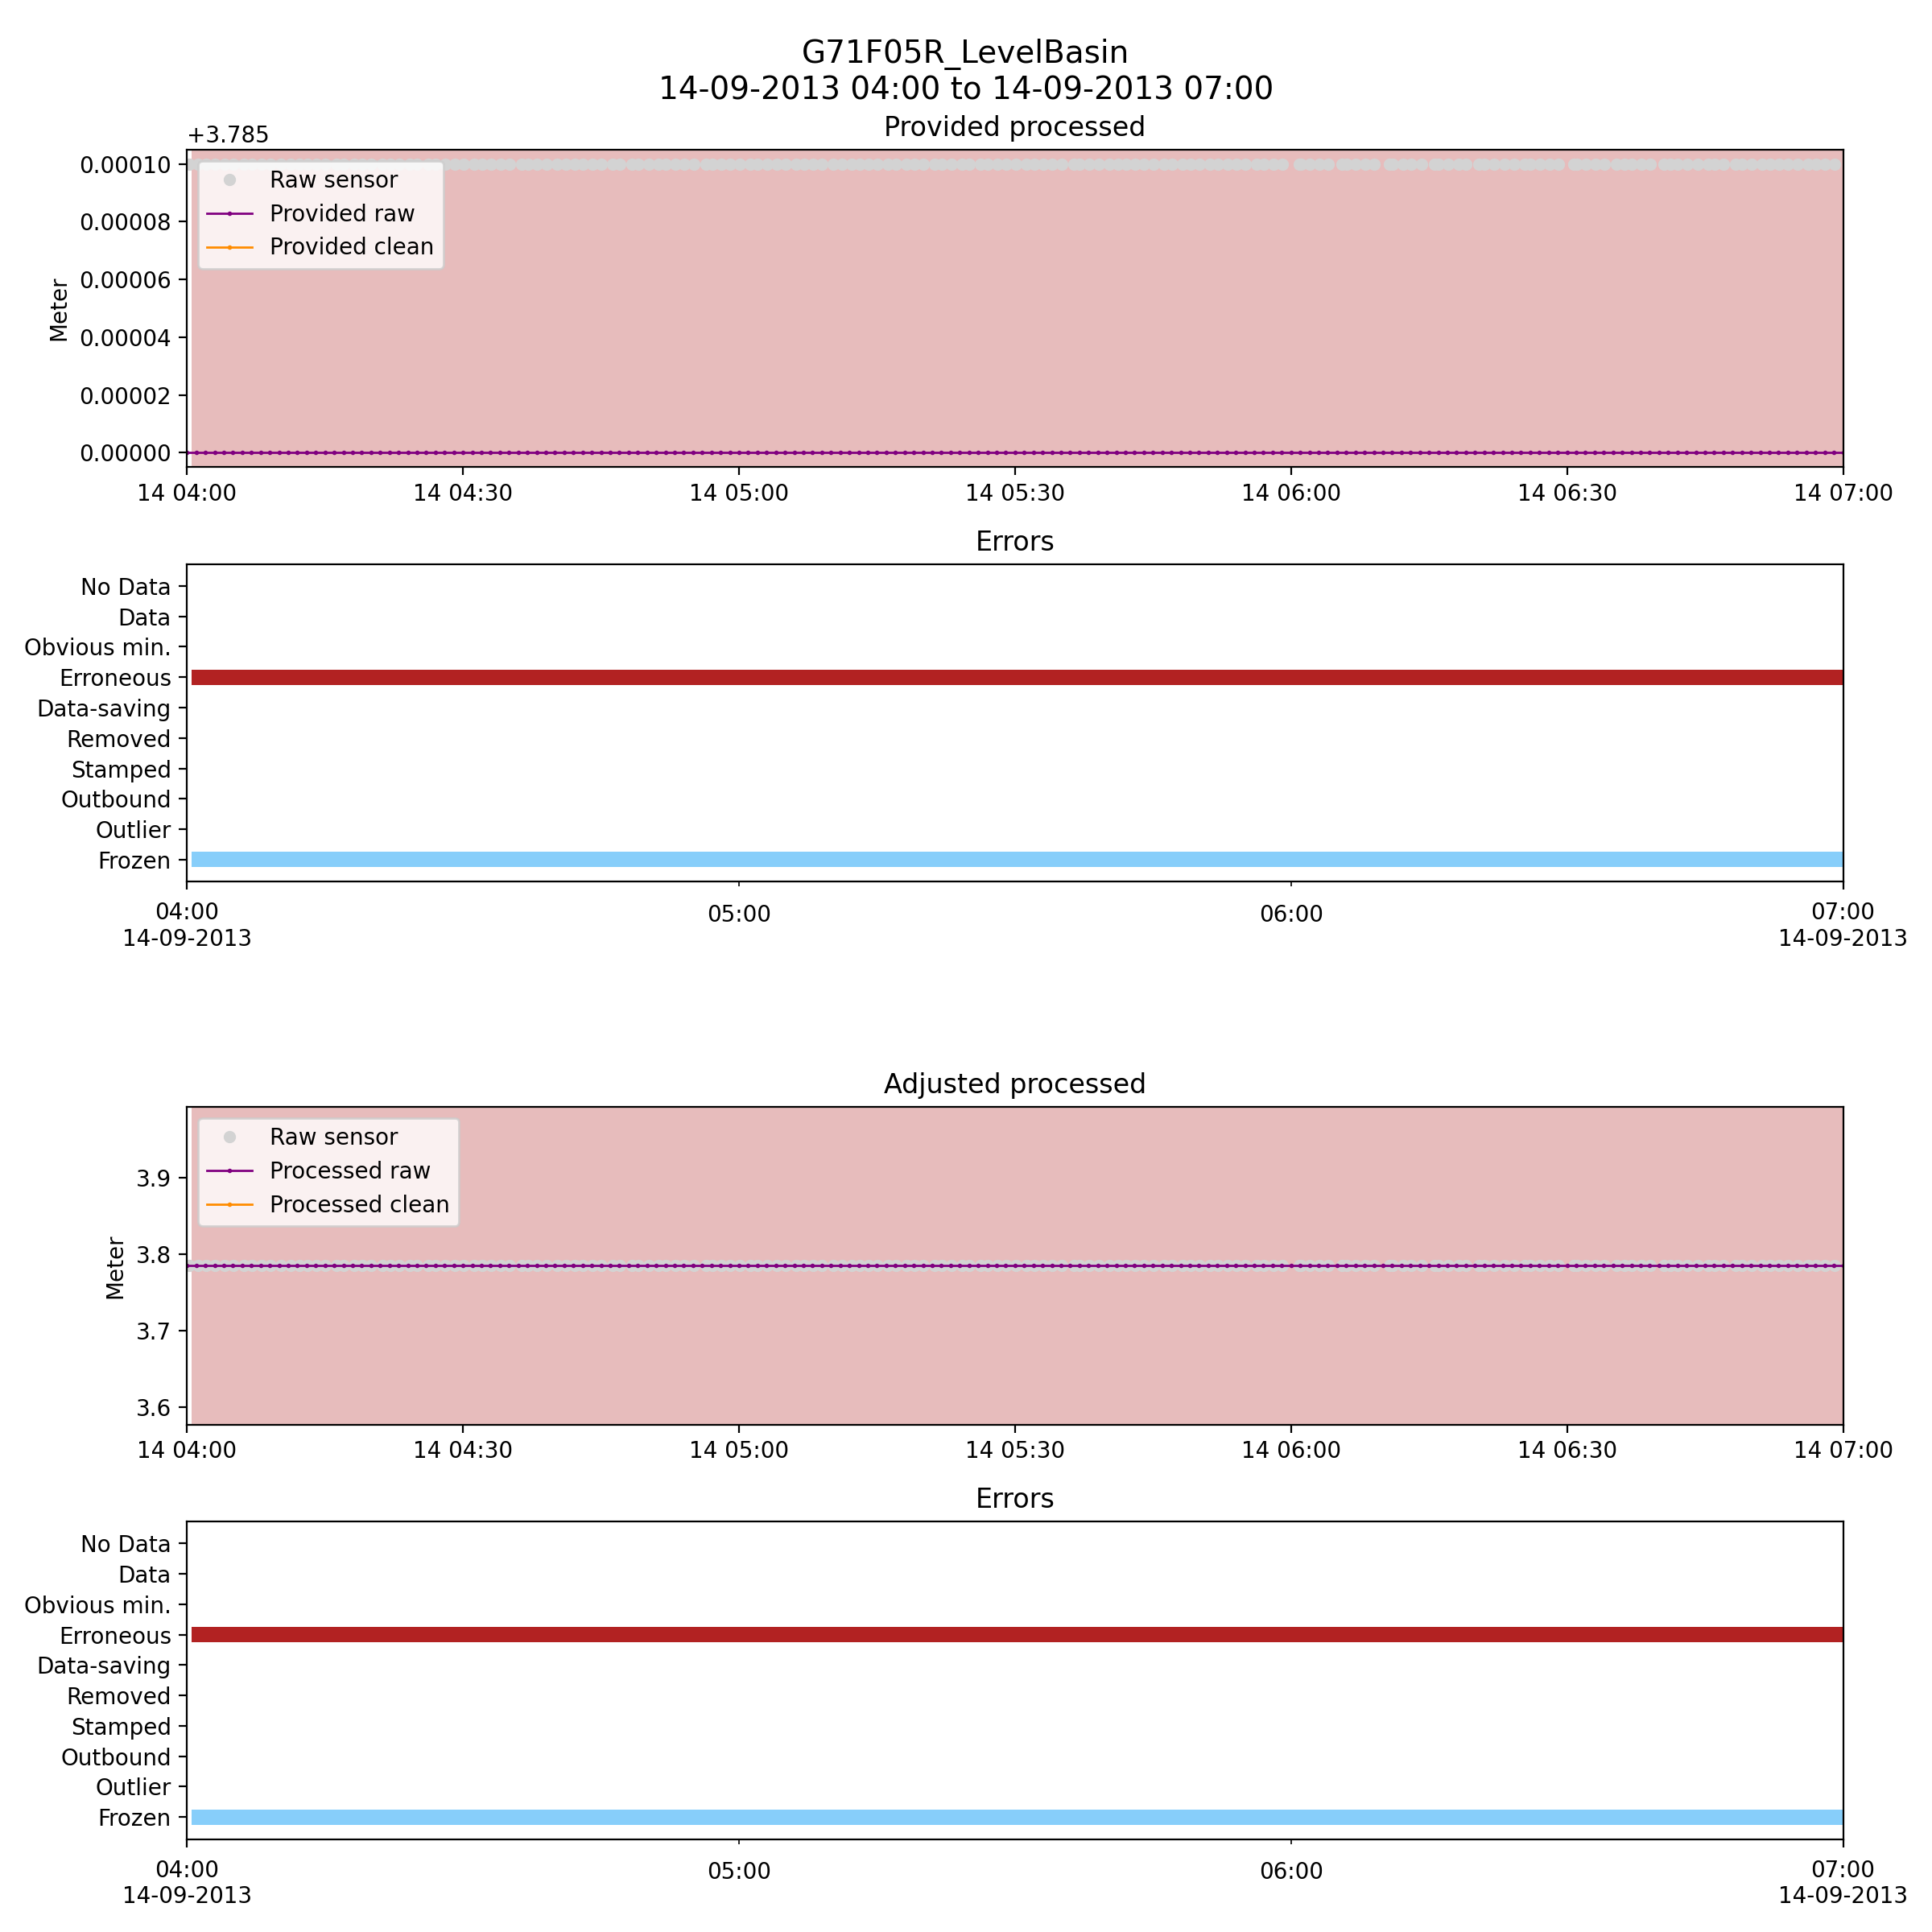 G71F05R_LevelBasin
14-09-2013 04:00 to 14-09-2013 07:00
Provided processed
+3.785
0.00010
0.00008
0.00006
0.00004
0.00002
0.00000
Meter
Raw sensor
Provided raw
Provided clean
14 04:00 14 04:30 14 05:00 14 05:30 14 06:00 14 06:30 14 07:00
Errors
No Data
Data
Obvious min.
Erroneous
Data-saving
Removed
Stamped
Outbound
Outlier
Frozen
04:00 05:00 06:00 07:00
14-09-2013 14-09-2013
Adjusted processed
Raw sensor
Processed raw
Processed clean
3.9
3.8
3.7
3.6
Meter
14 04:00 14 04:30 14 05:00 14 05:30 14 06:00 14 06:30 14 07:00
Errors
No Data
Data
Obvious min.
Erroneous
Data-saving
Removed
Stamped
Outbound
Outlier
Frozen
04:00 05:00 06:00 07:00
14-09-2013 14-09-2013